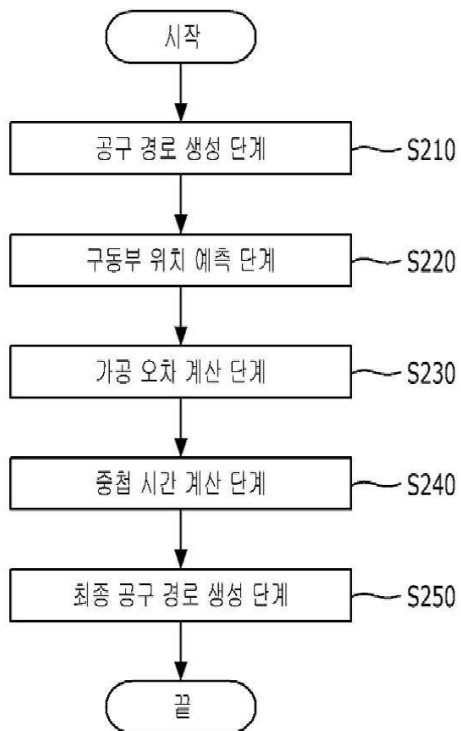 시작
공구 경로 생성 단계 S210
구동부 위치 예측 단계 S220
가공 오차 계산 단계 S230
중첩 시간 계산 단계 S240
최종 공구 경로 생성 단계 S250
끝